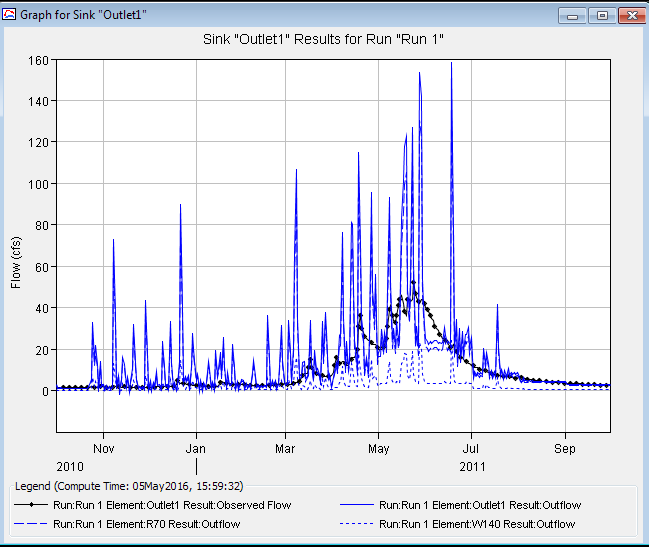 Graph for Sink "Outlet1"
Sink "Outlet1" Results for Run "Run 1"
160
140
120
100
80
60
40
20
0
Flow (cfs)
Nov Jan Mar May Jul Sep
2010 2011
Legend (Compute Time: 05May2016, 15:59:32)
Run:Run 1 Element:Outlet1 Result:Observed Flow Run:Run 1 Element:Outlet1 Result:Outflow
Run:Run 1 Element:R70 Result:Outflow Run:Run 1 Element:W140 Result:Outflow